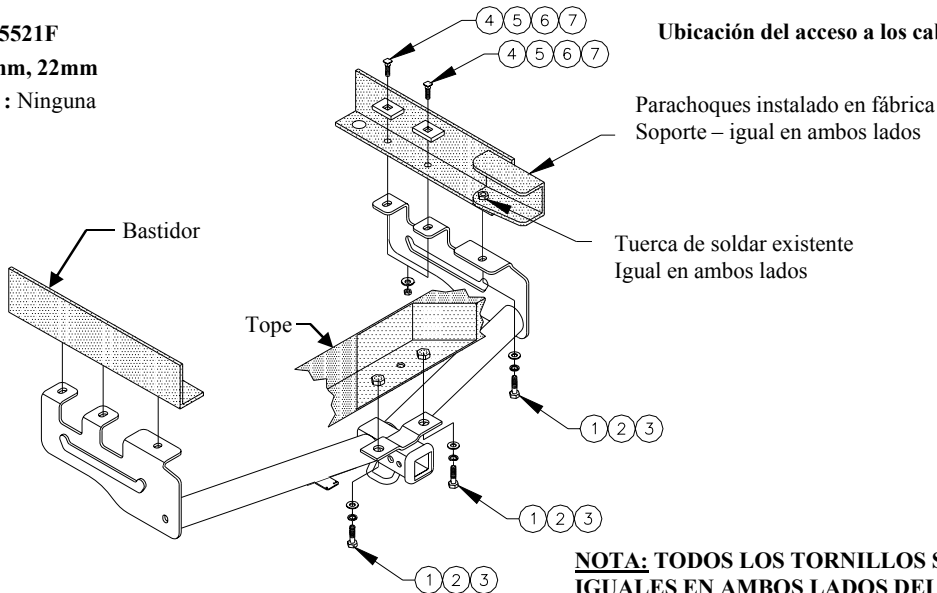 5521F
mm, 22mm
: Ninguna
4 5 6 7
4 5 6 7
Ubicación del acceso a los
Parachoques instalado en fábrica
Soporte – igual en ambos lados
Bastidor
Tuerca de soldar existente
Igual en ambos lados
Tope
1 2 3
1 2 3
1 2 3
NOTA: TODOS LOS TORNILLOS
IGUALES EN AMBOS LADOS DEL